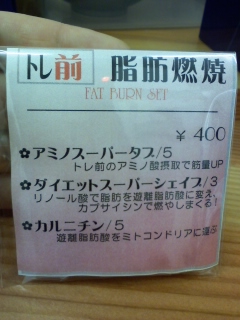 トレ前 脂肪燃焼
FAT BURN SET
¥ 400
✿アミノスーパータブ/5
トレ前のアミノ酸摂取で筋量UP
✿ダイエットスーパーシェイプ/3
リノール酸で脂肪を遊離脂肪酸に変え、
カプサイシンで燃やしまくる！
✿カルニチン/5
遊離脂肪酸をミトコンドリアに運ぶ